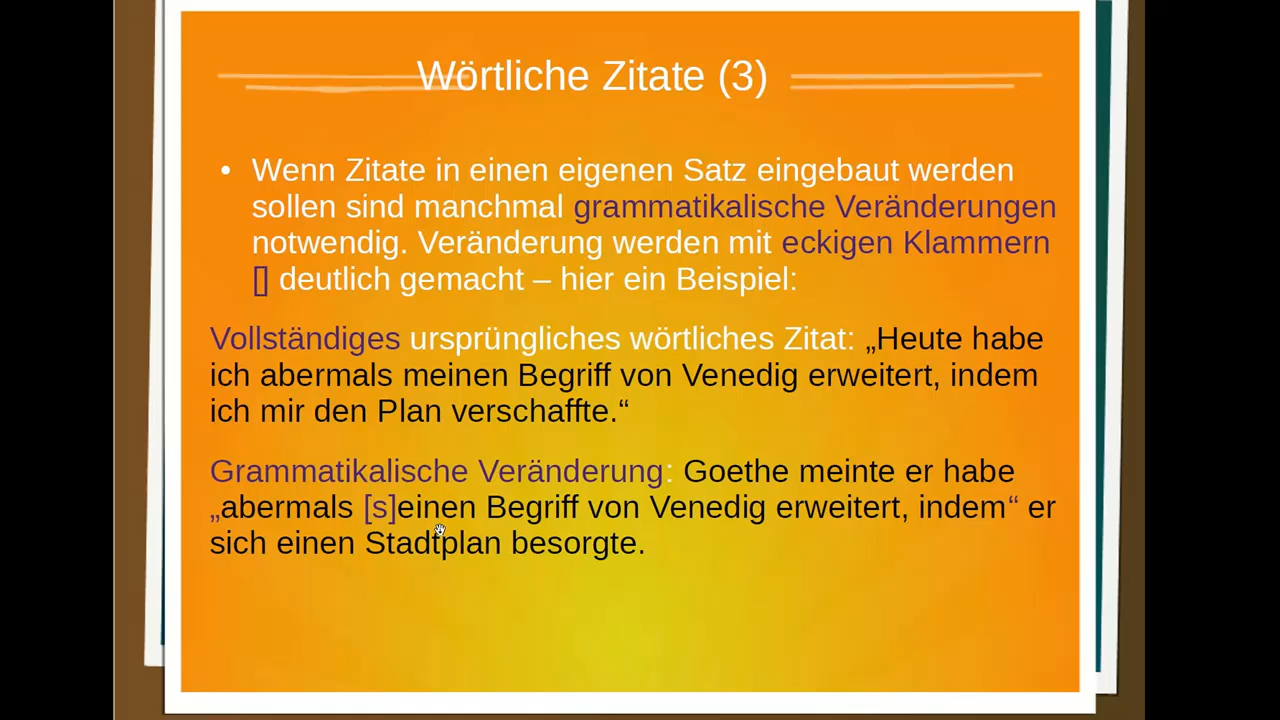 Wörtliche Zitate (3)
• Wenn Zitate in einen eigenen Satz eingebaut werden
sollen sind manchmal grammatikalische Veränderungen
notwendig. Veränderung werden mit eckigen Klammern
[] deutlich gemacht – hier ein Beispiel:
Vollständiges ursprüngliches wörtliches Zitat: „Heute habe
ich abermals meinen Begriff von Venedig erweitert, indem
ich mir den Plan verschaffte.“
Grammatikalische Veränderung: Goethe meinte er habe
„abermals [s]einen Begriff von Venedig erweitert, indem“ er
sich einen Stadtplan besorgte.